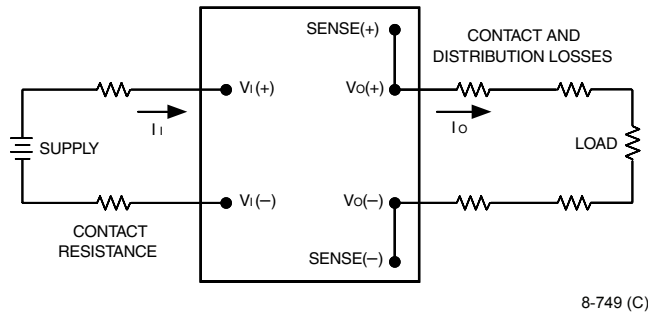 SENSE(+)
CONTACT AND
DISTRIBUTION LOSSES
VI(+)
VO(+)
II
IO
SUPPLY
LOAD
VI(–)
VO(–)
CONTACT
RESISTANCE
SENSE(–)
8-749 (C)